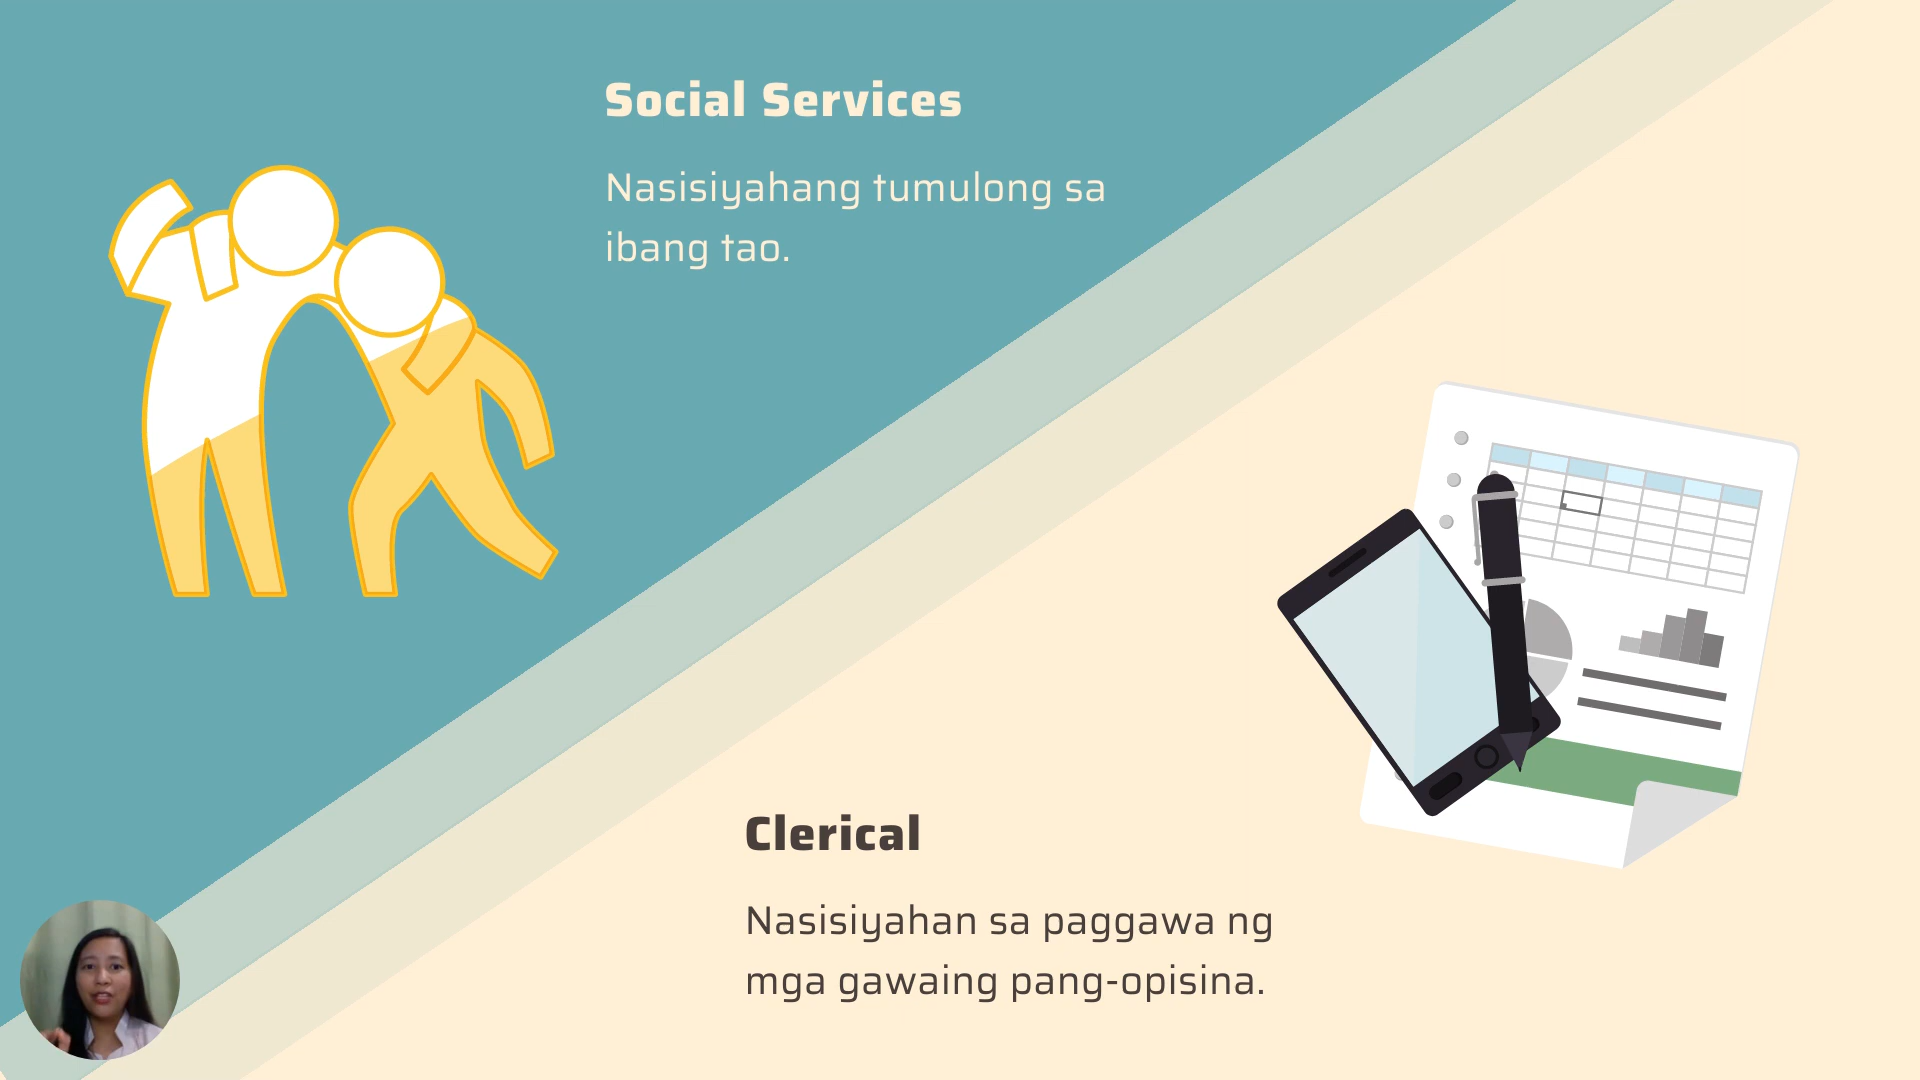 Social Services
Nasisiyahang tumulong sa
ibang tao.
Clerical
Nasisiyahan sa paggawa ng
mga gawaing pang-opisina.